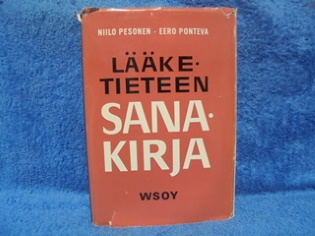 NIILO PESONEN · EERO PONTEVA
LÄÄKE·
TIETEEN
SANA·
KIRJA
WSOY